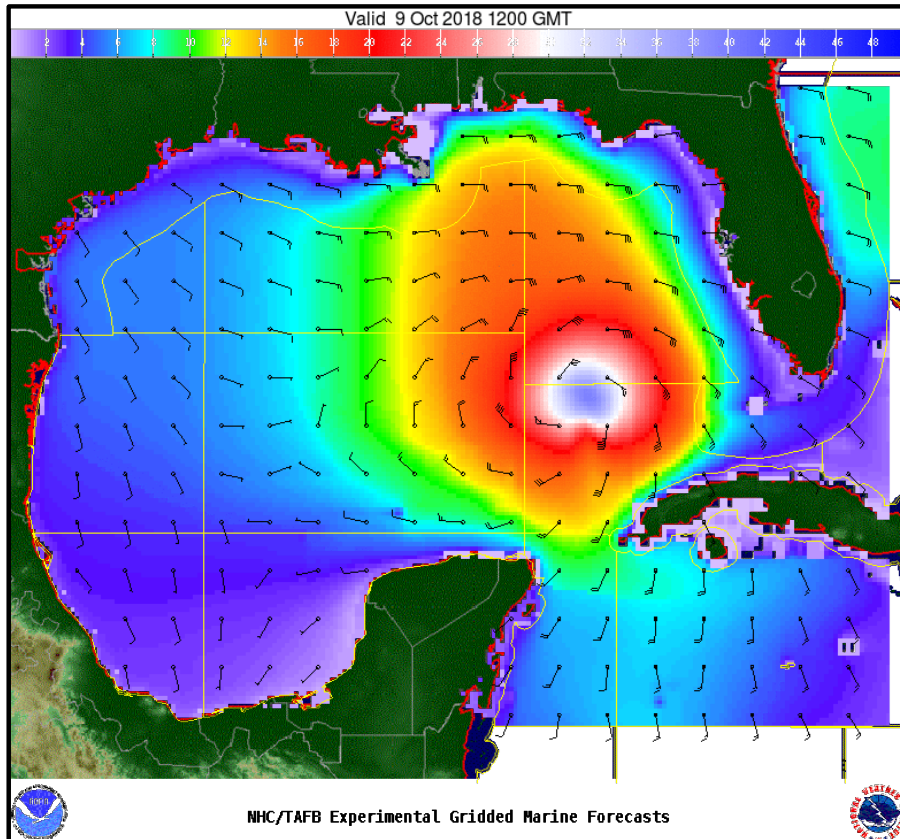 Valid 9 Oct 2018 1200 GMT
2 4 6 8 10 12 14 16 18 20 22 24 26 28 30 32 34 36 38 40 42 44 46 48
NHC/TAFB Experimental Gridded Marine Forecasts